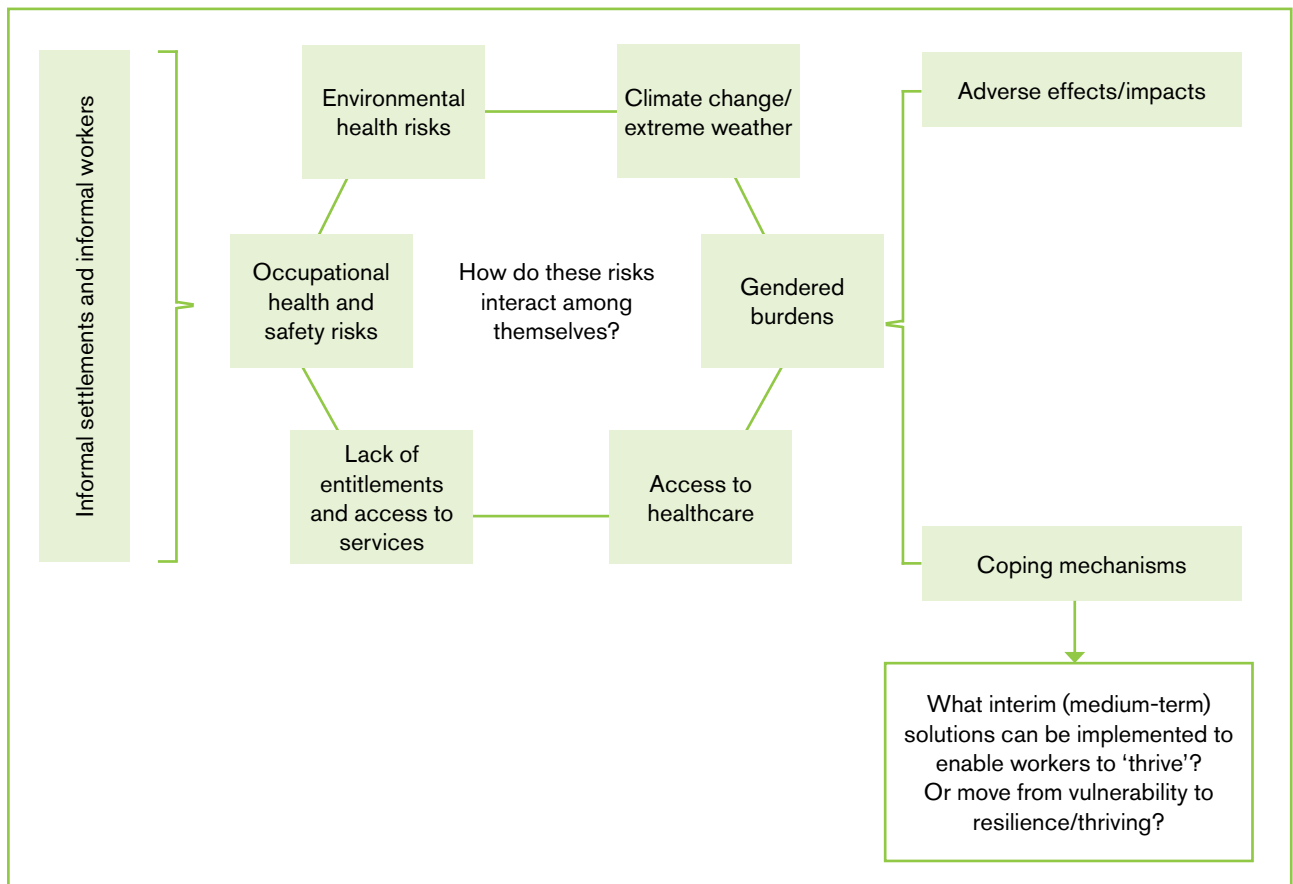 Informal settlements and informal workers
Environmental
health risks
Climate change/
extreme weather
Adverse effects/impacts
Occupational
health and
safety risks
How do these risks
interact among
themselves?
Gendered
burdens
Lack of
entitlements
and access to
services
Access to
healthcare
Coping mechanisms
What interim (medium-term)
solutions can be implemented to
enable workers to ‘thrive’?
Or move from vulnerability to
resilience/thriving?